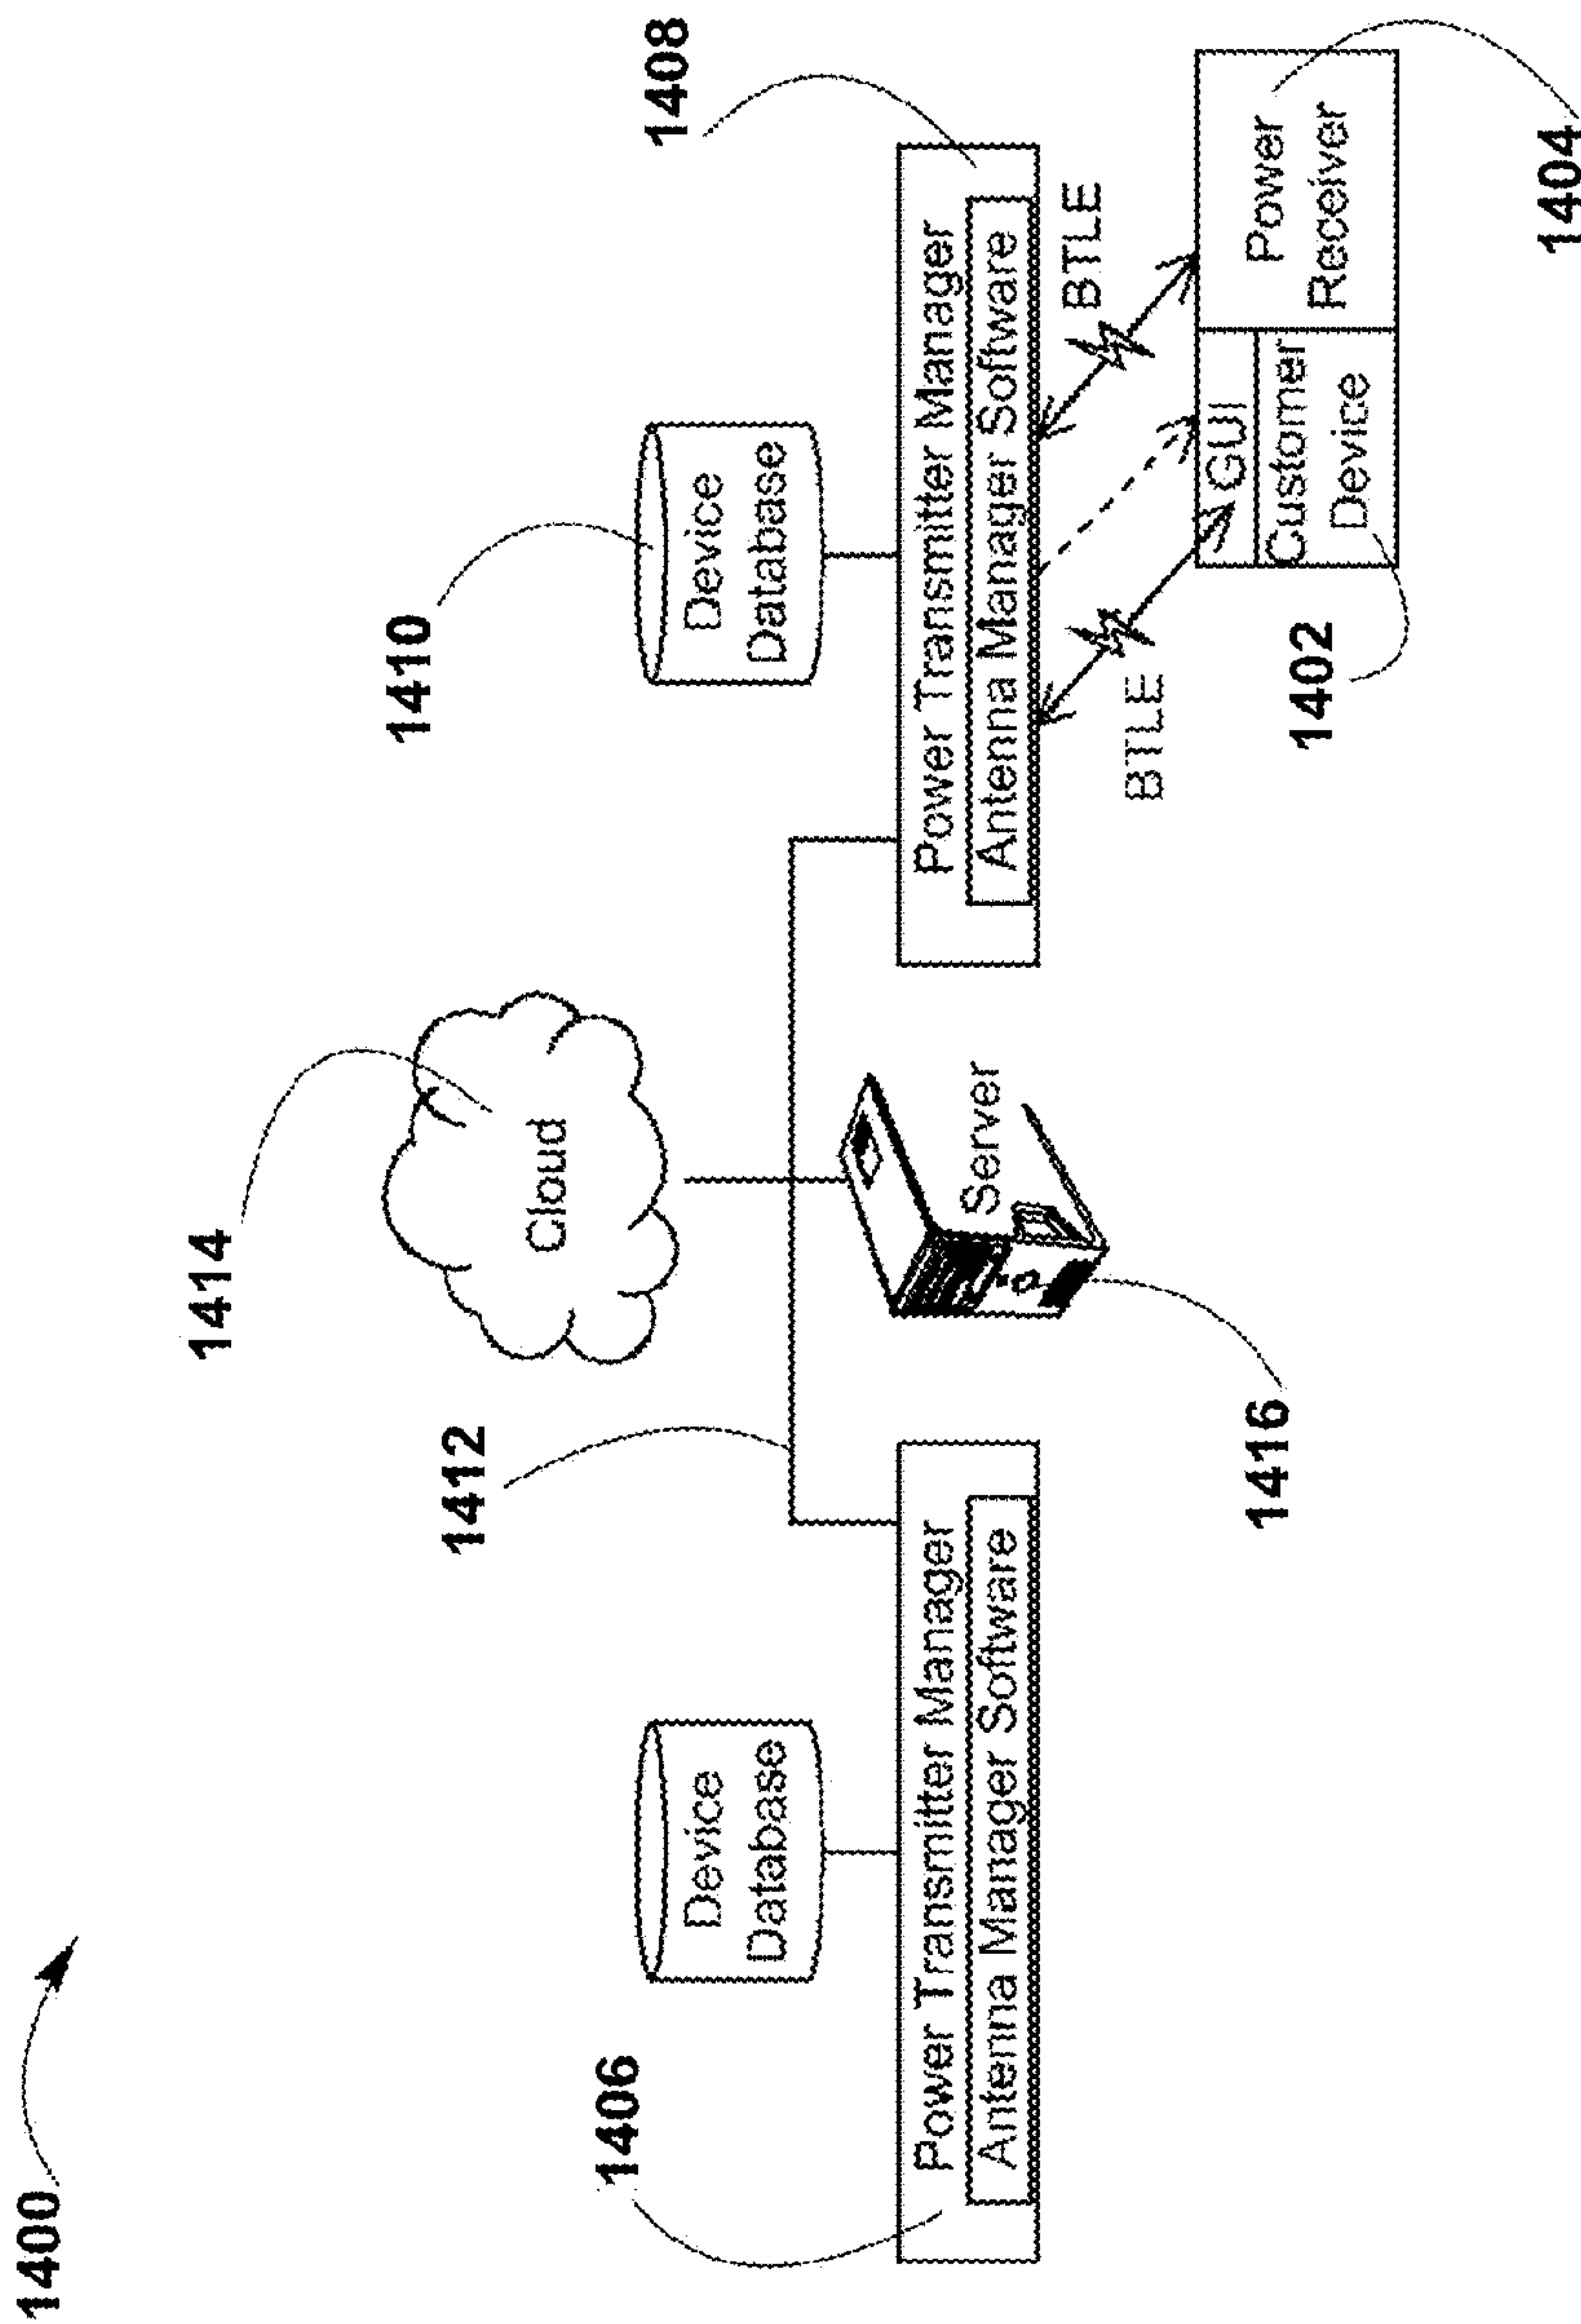 1400
1414
1410
1412
Cloud
1406
1408
Device
Database
Device
Database
Power Transmitter Manager
Antenna Manager Software
Server
Power Transmitter Manager
Antenna Manager Software
BTLE
BTLE
1416
GUI
Customer
Device
Power
Receiver
1402
1404